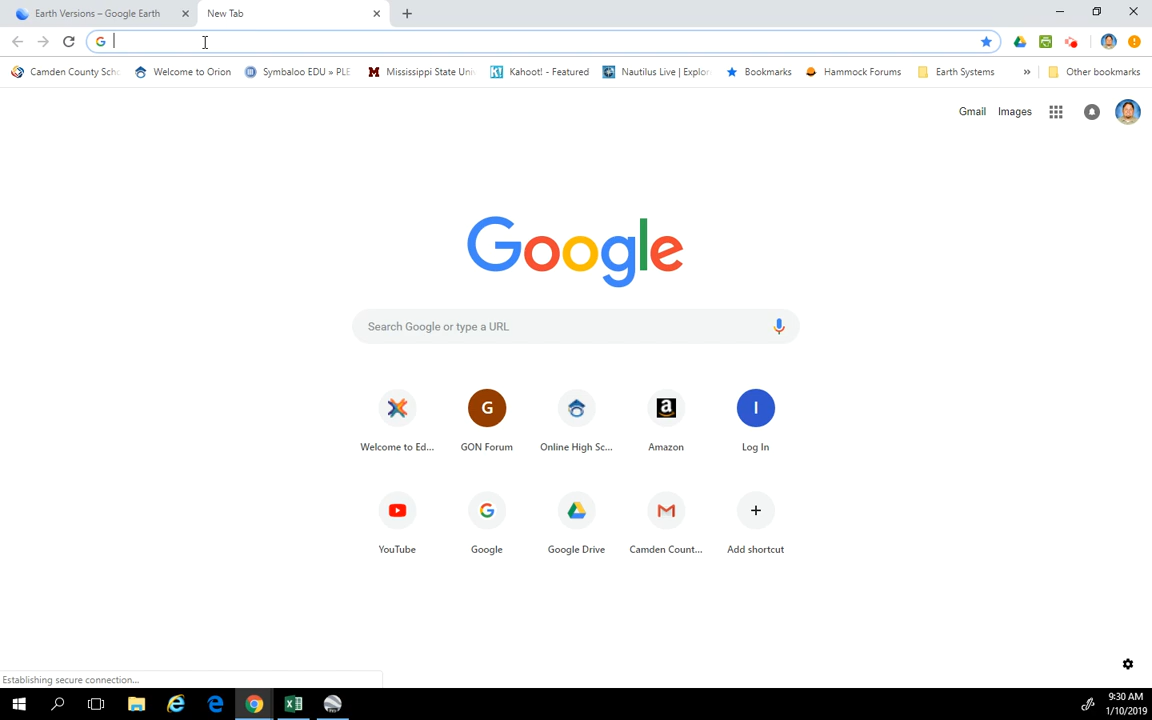 Earth Versions – Google Earth
New Tab
Camden County Scho
Welcome to Orion
Symbaloo EDU » PLE
Mississippi State Uni
Kahoot! - Featured
Nautilus Live | Explor
Bookmarks
Hammock Forums
Earth Systems
»
Other bookmarks
Gmail
Images
Google
Search Google or type a URL
G
I
Welcome to Ed...
GON Forum
Online High Sc...
Amazon
Log In
YouTube
Google
Google Drive
Camden Count...
Add shortcut
Establishing secure connection...
9:30 AM
1/10/2019